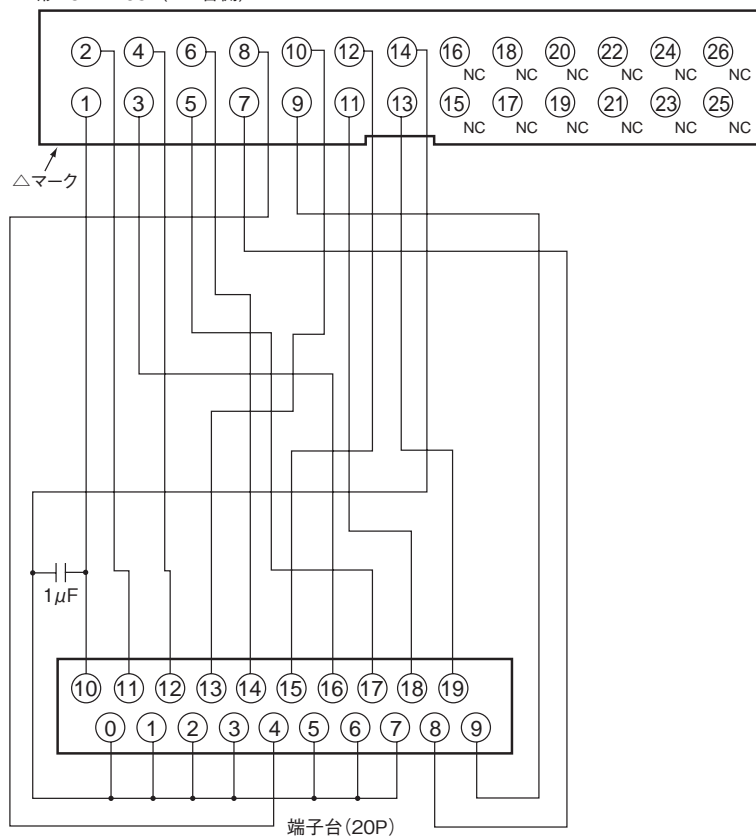 ② ④ ⑥ ⑧ ⑩ ⑫ ⑭ ⑯ ⑱ ⑳ ㉒ ㉔ ㉖
NC NC NC NC NC NC
① ③ ⑤ ⑦ ⑨ ⑪ ⑬ ⑮ ⑰ ⑲ ㉑ ㉓ ㉕
NC NC NC NC NC NC
△マーク
1μF
⑩ ⑪ ⑫ ⑬ ⑭ ⑮ ⑯ ⑰ ⑱ ⑲
⓪ ① ② ③ ④ ⑤ ⑥ ⑦ ⑧ ⑨
端子台(20P)